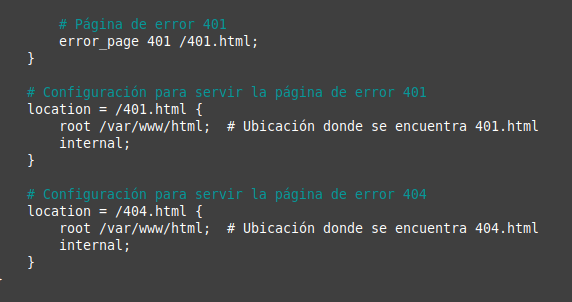 # Página de error 401
error_page 401 /401.html;
}
# Configuración para servir la página de error 401
location = /401.html {
root /var/www/html;  # Ubicación donde se encuentra 401.html
internal;
}
# Configuración para servir la página de error 404
location = /404.html {
root /var/www/html;  # Ubicación donde se encuentra 404.html
internal;
}